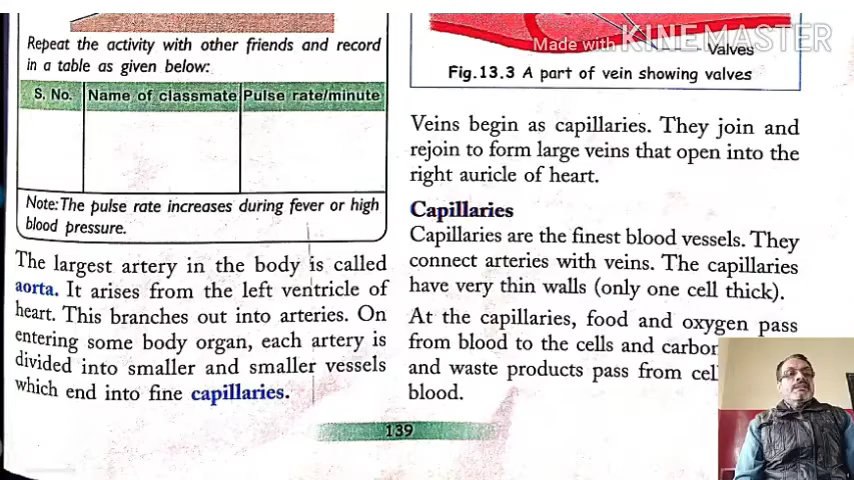 Repeat the activity with other friends and record
in a table as given below:
S. No. Name of classmate Pulse rate/minute
Note: The pulse rate increases during fever or high
blood pressure.
The largest artery in the body is called
aorta. It arises from the left ventricle of
heart. This branches out into arteries. On
entering some body organ, each artery is
divided into smaller and smaller vessels
which end into fine capillaries.
Made with KINEMASTER
Valves
Fig.13.3 A part of vein showing valves
Veins begin as capillaries. They join and
rejoin to form large veins that open into the
right auricle of heart.
Capillaries
Capillaries are the finest blood vessels. They
connect arteries with veins. The capillaries
have very thin walls (only one cell thick).
At the capillaries, food and oxygen pass
from blood to the cells and carbon
and waste products pass from cel
blood.
139